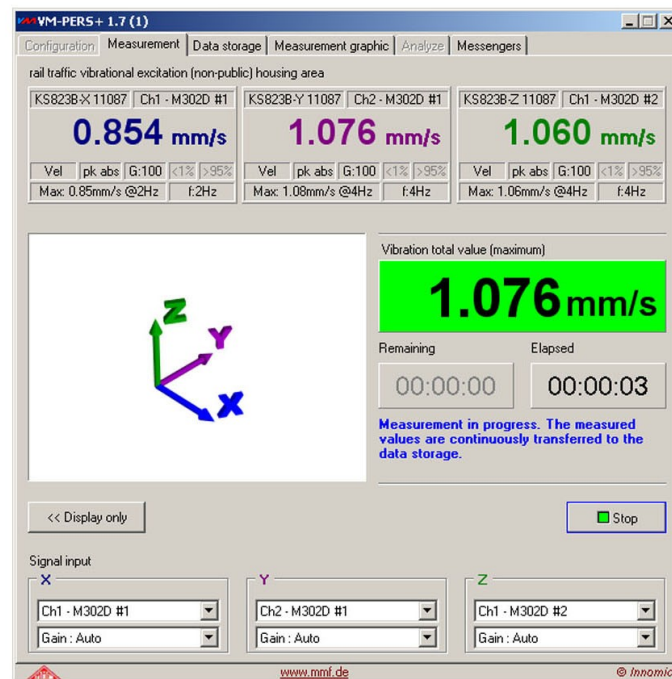 VM-PERS+ 1.7 (1)
Configuration Measurement Data storage Measurement graphic Analyze Messengers
rail traffic vibrational excitation (non-public) housing area
KS823B-X 11087 Ch1 - M302D #1 KS823B-Y 11087 Ch2 - M302D #1 KS823B-Z 11087 Ch1 - M302D #2
0.854 mm/s 1.076 mm/s 1.060 mm/s
Vel pk abs G:100 <1% >95% Vel pk abs G:100 <1% >95% Vel pk abs G:100 <1% >95%
Max: 0.85mm/s @2Hz f:2Hz Max: 1.08mm/s @4Hz f:4Hz Max: 1.06mm/s @4Hz f:4Hz
Vibration total value (maximum)
1.076 mm/s
Z
Y
X
Remaining Elapsed
00:00:00 00:00:03
Measurement in progress. The measured
values are continuously transferred to the
data storage.
<< Display only Stop
Signal input
X Y Z
Ch1 - M302D #1 Ch2 - M302D #1 Ch1 - M302D #2
Gain : Auto Gain : Auto Gain : Auto
www.mmf.de